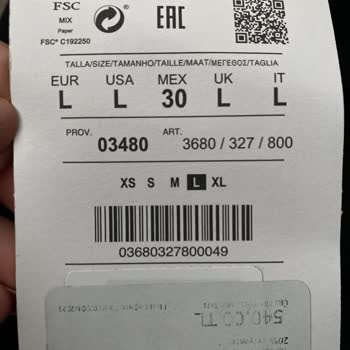 FSC
MIX
Paper
FSC® C192250
EAC
TALLA/SIZE/TAMANHO/TAILLE/MAAT/ΜΕΓΕΘΟΣ/TAGLIA
EUR USA MEX UK IT
L L 30 L L
PROV. 03480 ART. 3680 / 327 / 800
XS S M L XL
03680327800049
540,00 TL